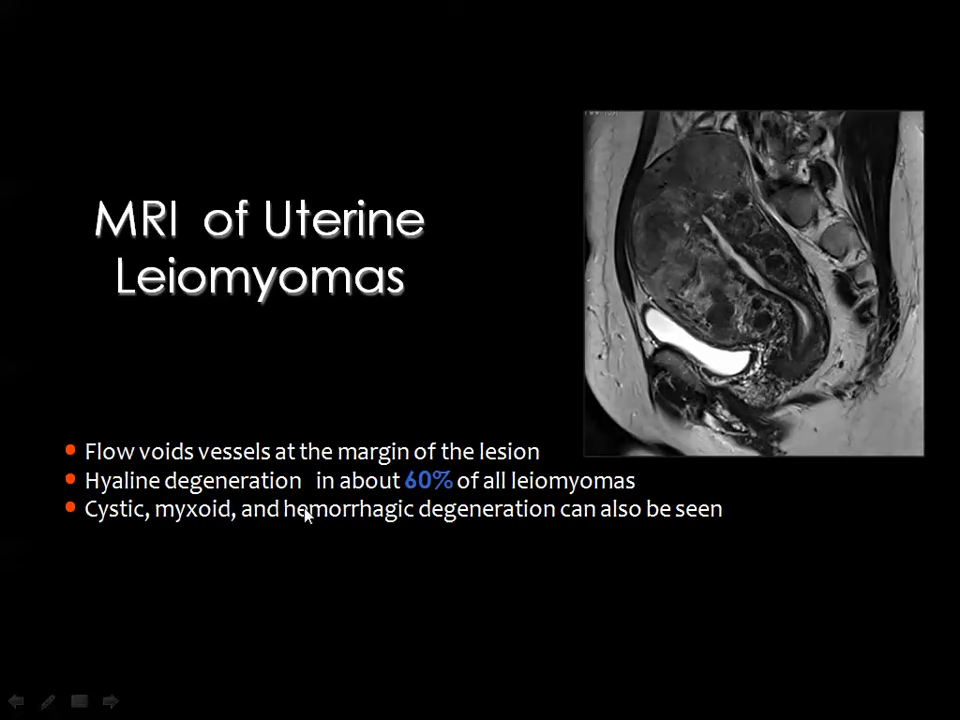 MRI of Uterine
Leiomyomas
Flow voids vessels at the margin of the lesion
Hyaline degeneration in about 60% of all leiomyomas
Cystic, myxoid, and hemorrhagic degeneration can also be seen